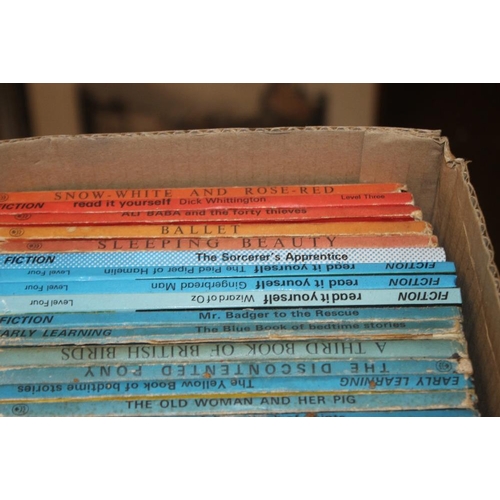 SNOW-WHITE AND ROSE-RED
FICTION read it yourself Dick Whittington Level Three
ALI BABA and the forty thieves
BALLET
SLEEPING BEAUTY
FICTION The Sorcerer's Apprentice
FICTION read it yourself The Pied Piper of Hamelin Level Four
FICTION read it yourself Gingerbread Man Level Four
FICTION read it yourself Wizard of Oz Level Four
FICTION Mr. Badger to the Rescue
EARLY LEARNING The Blue Book of bedtime stories
A THIRD BOOK OF BRITISH BIRDS
THE DISCONTENTED PONY
EARLY LEARNING The Yellow Book of bedtime stories
THE OLD WOMAN AND HER PIG